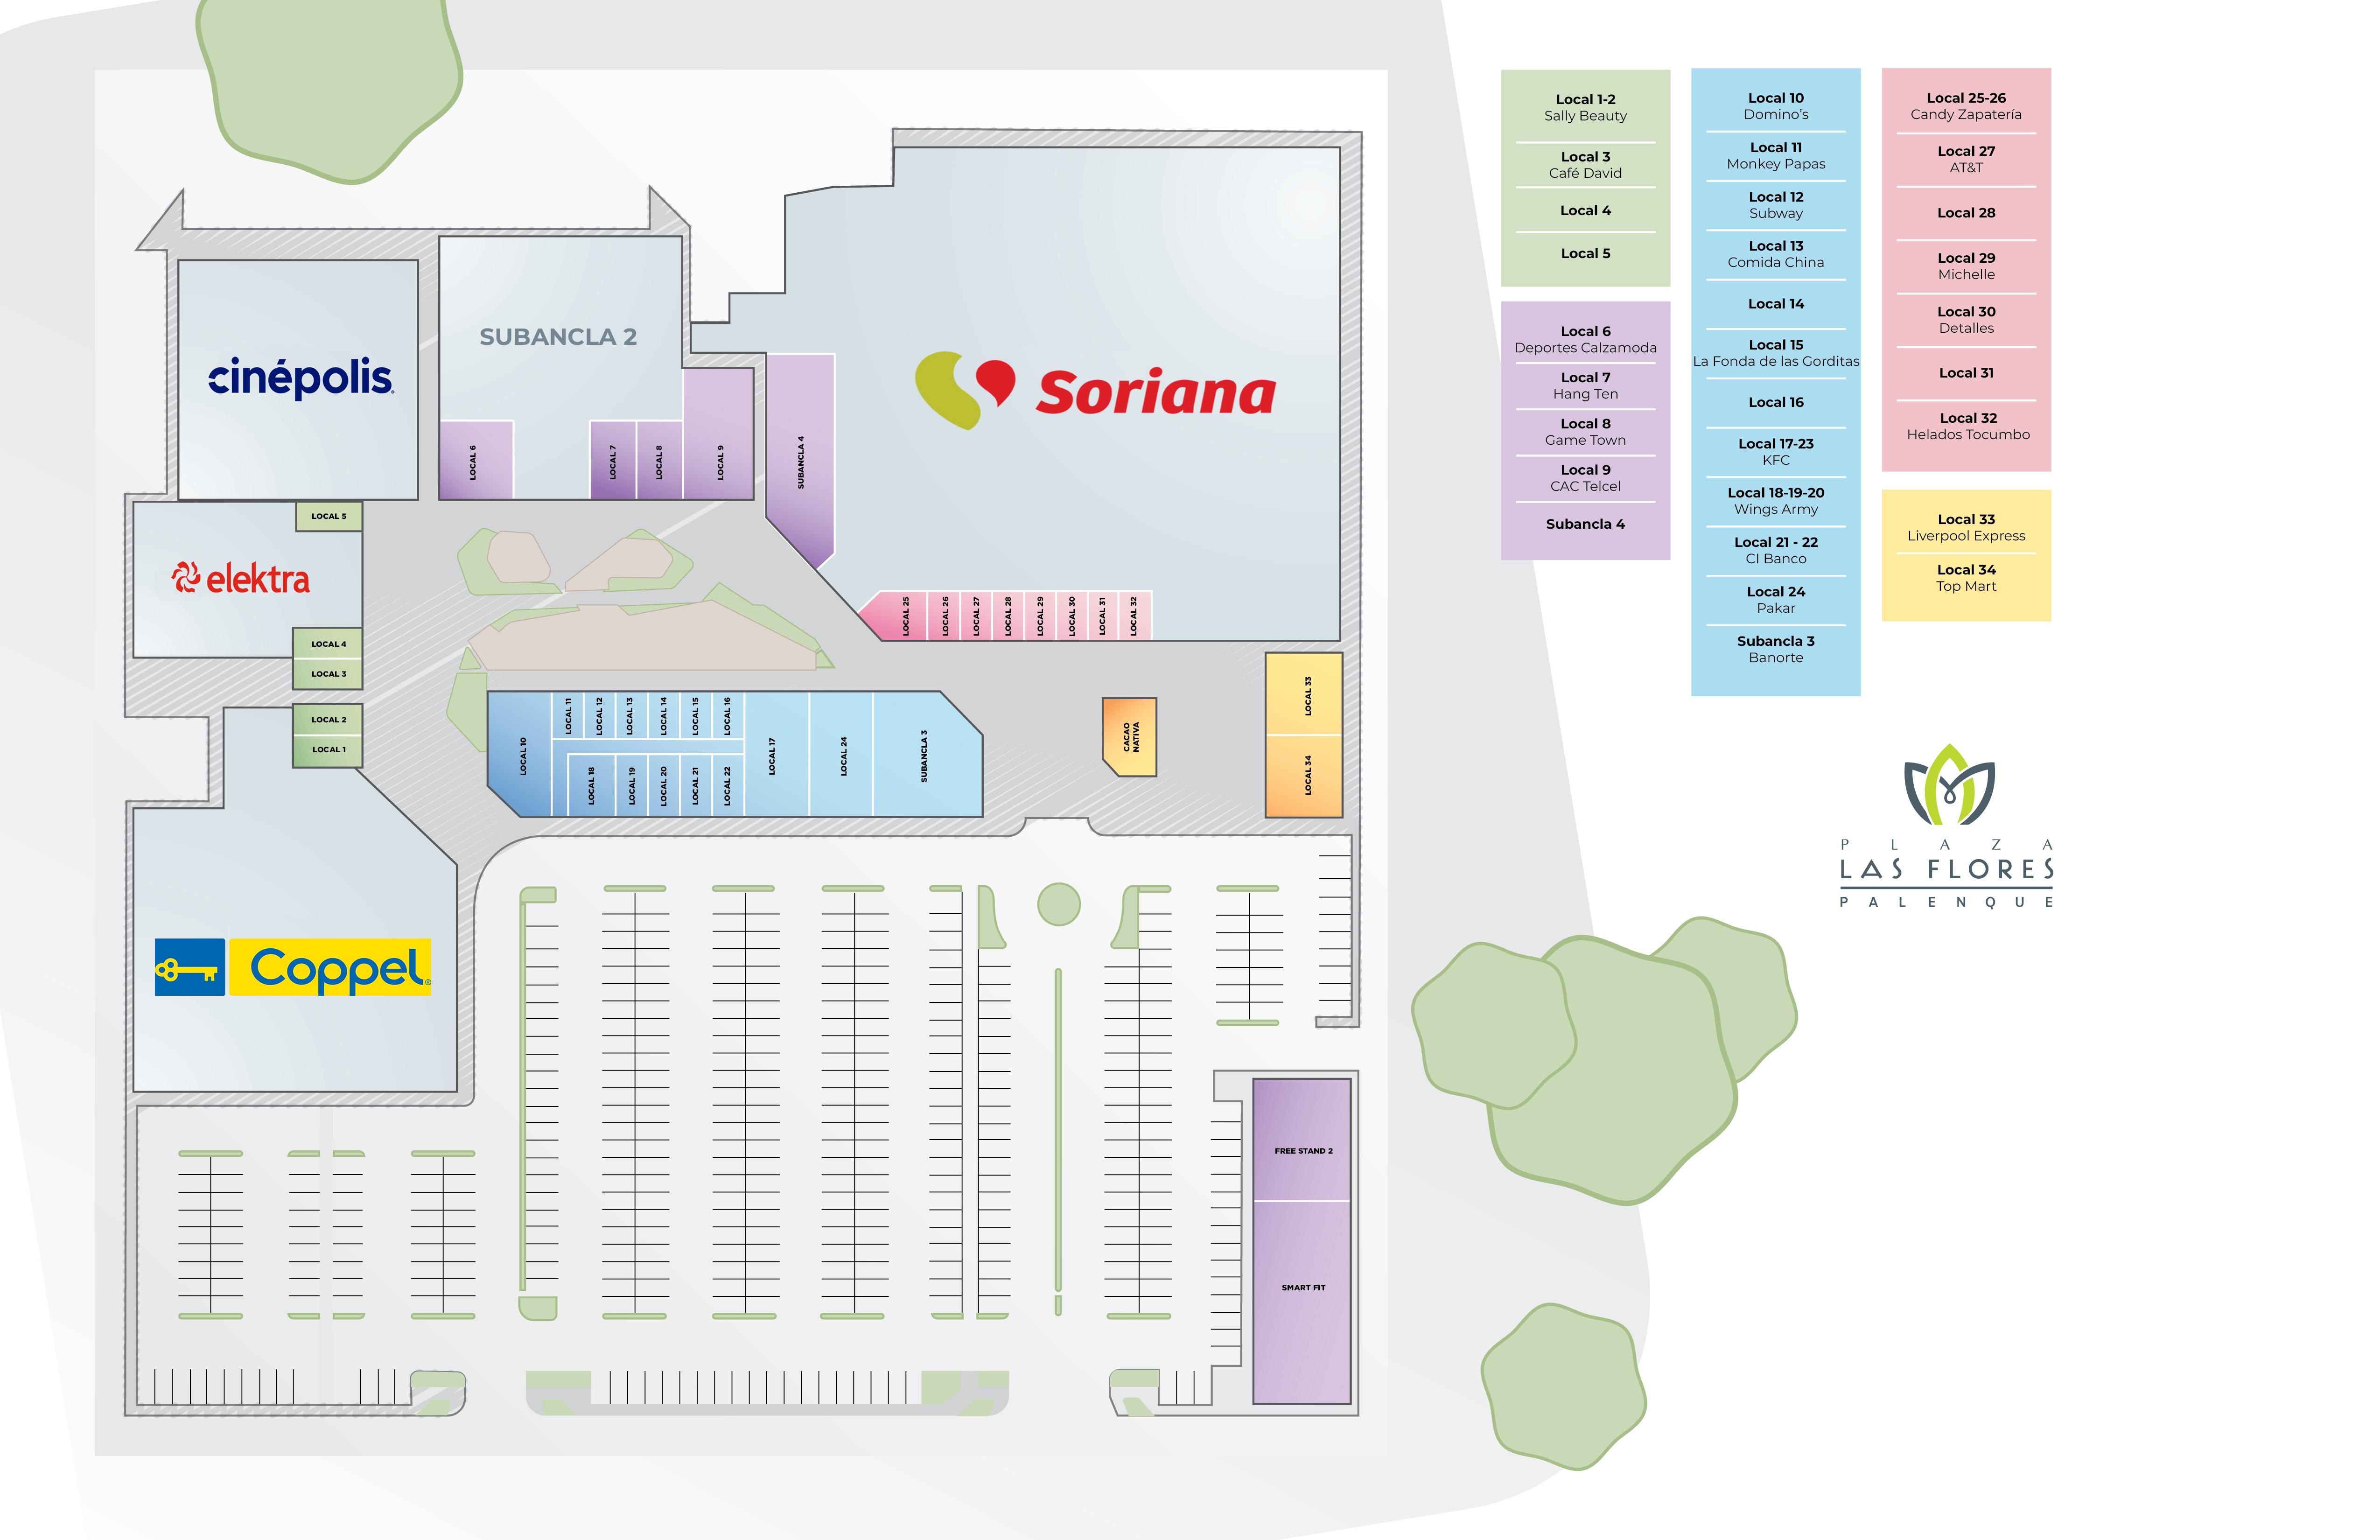 cinépolis
SUBANCLA 2
LOCAL 6
LOCAL 7
LOCAL 8
LOCAL 9
SUBANCLA 4
Soriana
LOCAL 5
elektra
LOCAL 4
LOCAL 3
LOCAL 2
LOCAL 1
LOCAL 25
LOCAL 26
LOCAL 27
LOCAL 28
LOCAL 29
LOCAL 30
LOCAL 31
LOCAL 32
LOCAL 10
LOCAL 11
LOCAL 12
LOCAL 13
LOCAL 14
LOCAL 15
LOCAL 16
LOCAL 18
LOCAL 19
LOCAL 20
LOCAL 21
LOCAL 22
LOCAL 17
LOCAL 24
SUBANCLA 3
CACAO
NATIVA
LOCAL 33
LOCAL 34
Coppel®
FREE STAND 2
SMART FIT
Local 1-2
Sally Beauty
Local 3
Café David
Local 4
Local 5
Local 6
Deportes Calzamoda
Local 7
Hang Ten
Local 8
Game Town
Local 9
CAC Telcel
Subancla 4
Local 10
Domino's
Local 11
Monkey Papas
Local 12
Subway
Local 13
Comida China
Local 14
Local 15
La Fonda de las Gorditas
Local 16
Local 17-23
KFC
Local 18-19-20
Wings Army
Local 21 - 22
CI Banco
Local 24
Pakar
Subancla 3
Banorte
Local 25-26
Candy Zapatería
Local 27
AT&T
Local 28
Local 29
Michelle
Local 30
Detalles
Local 31
Local 32
Helados Tocumbo
Local 33
Liverpool Express
Local 34
Top Mart
PLAZA
LAS FLORES
PALENQUE